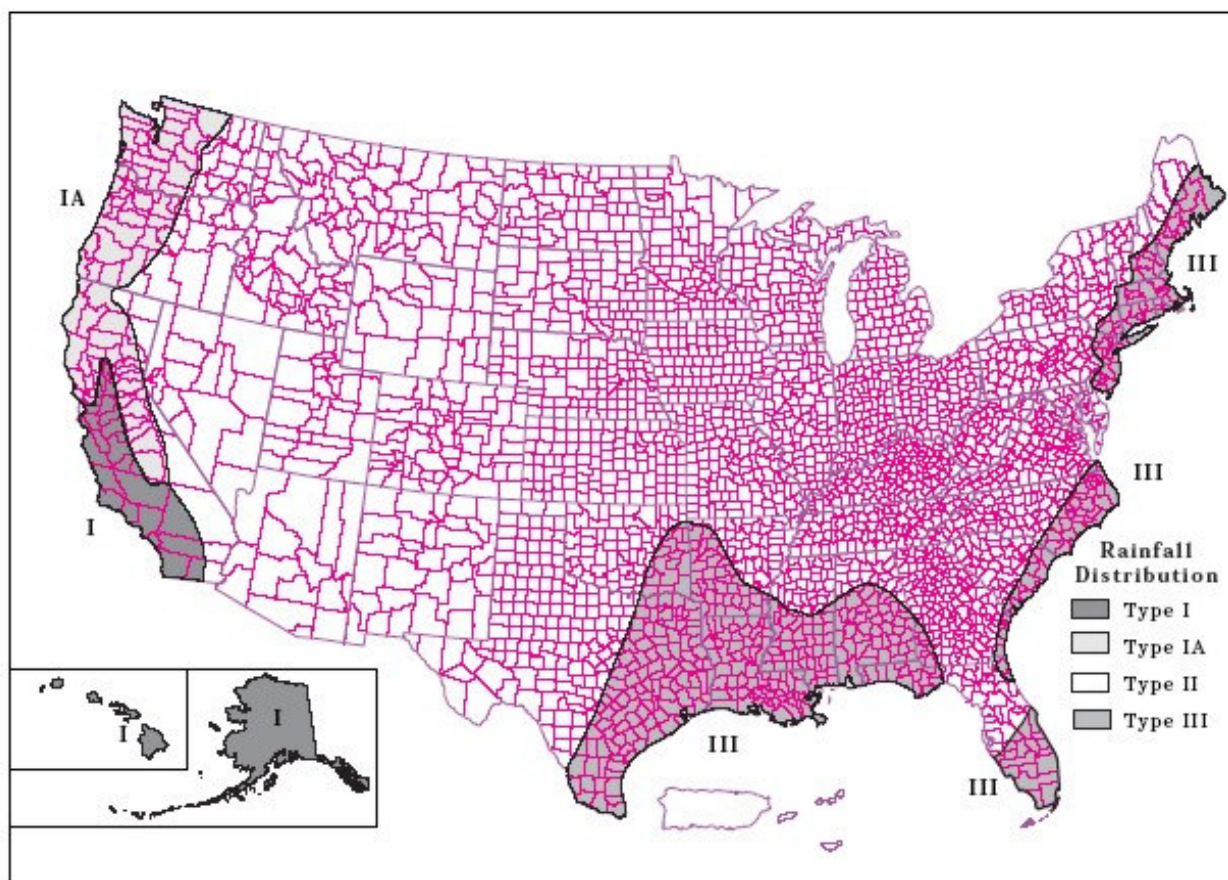 IA
III
III
I
Rainfall
Distribution
Type I
Type IA
Type II
Type III
I
I
III
III